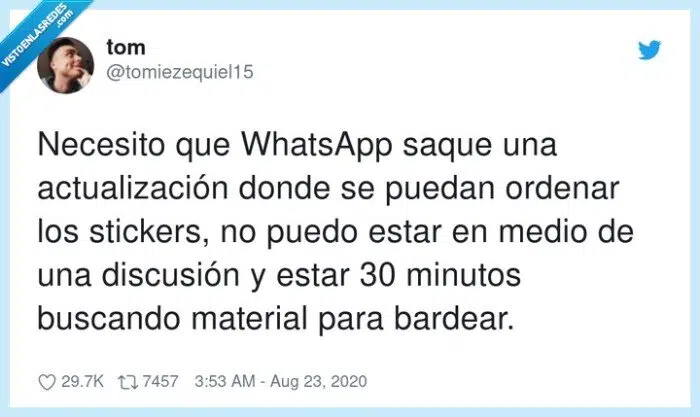 VISTOENLASREDES
.com
tom
@tomiezequiel15
Necesito que WhatsApp saque una
actualización donde se puedan ordenar
los stickers, no puedo estar en medio de
una discusión y estar 30 minutos
buscando material para bardear.
29.7K 7457 3:53 AM - Aug 23, 2020